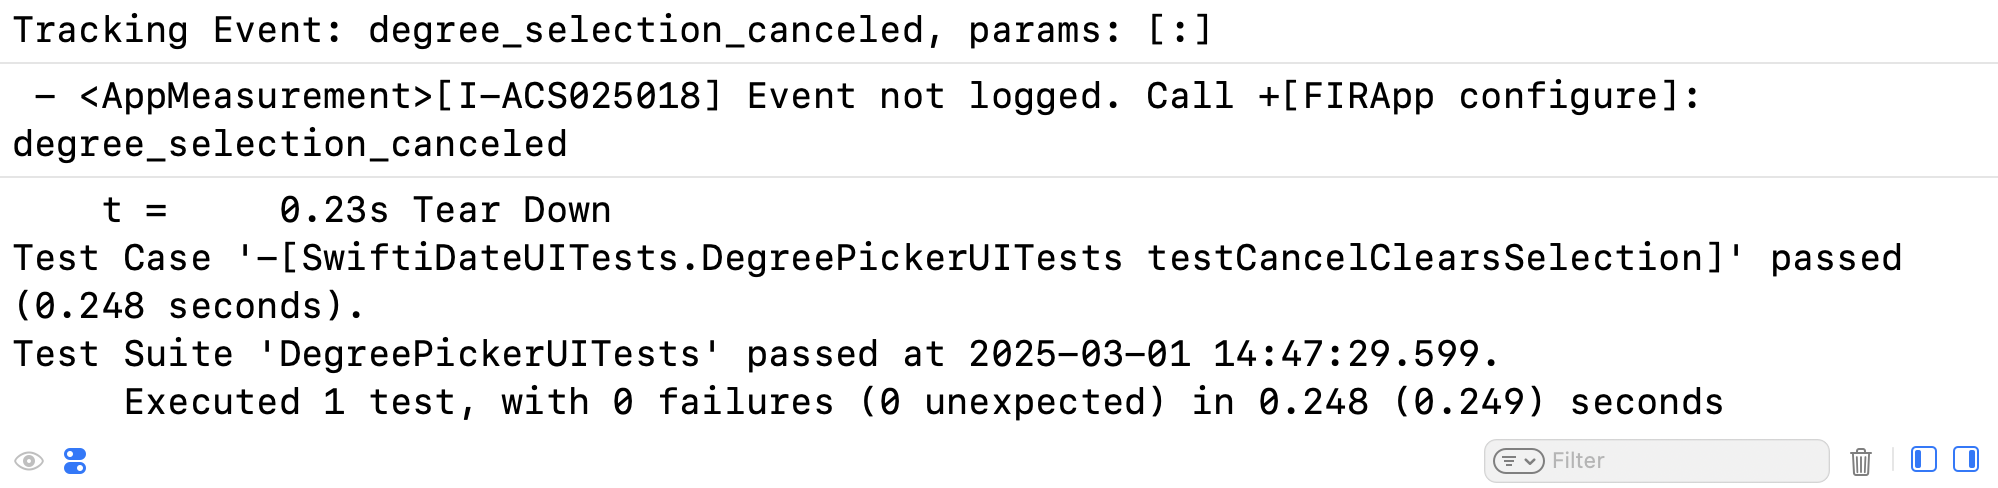 Tracking Event: degree_selection_canceled, params: [:]
- <AppMeasurement>[I-ACS025018] Event not logged. Call +[FIRApp configure]:
degree_selection_canceled
t =     0.23s Tear Down
Test Case '-[SwiftiDateUITests.DegreePickerUITests testCancelClearsSelection]' passed
(0.248 seconds).
Test Suite 'DegreePickerUITests' passed at 2025-03-01 14:47:29.599.
Executed 1 test, with 0 failures (0 unexpected) in 0.248 (0.249) seconds
Filter